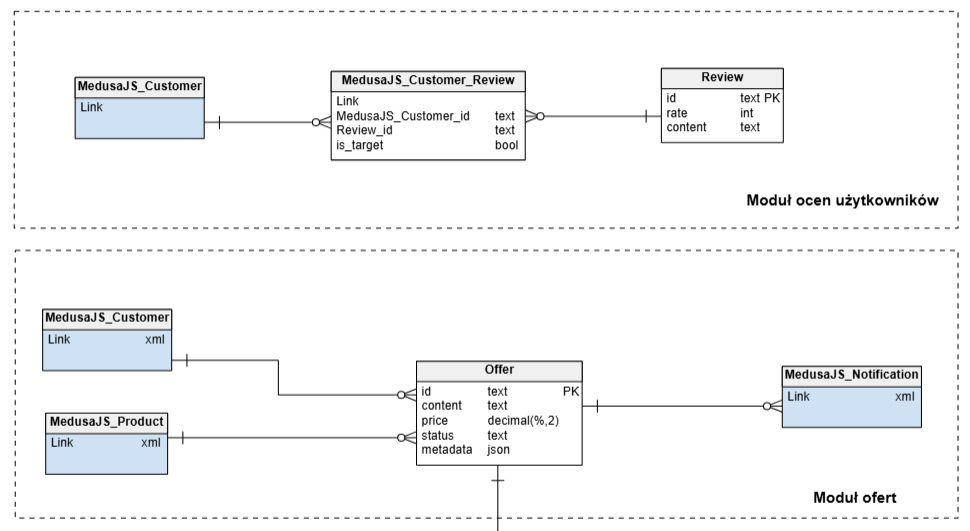 MedusaJS_Customer
Link
MedusaJS_Customer_Review
Link
MedusaJS_Customer_id text
Review_id text
is_target bool
Review
id text PK
rate int
content text
Moduł ocen użytkowników
MedusaJS_Customer
Link xml
MedusaJS_Product
Link xml
Offer
id text PK
content text
price decimal(%,2)
status text
metadata json
MedusaJS_Notification
Link xml
Moduł ofert